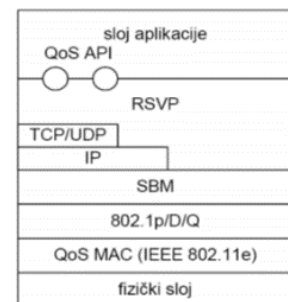 sloj aplikacije
QoS API
RSVP
TCP/UDP
IP
SBM
802.1p/D/Q
QoS MAC (IEEE 802.11e)
fizički sloj